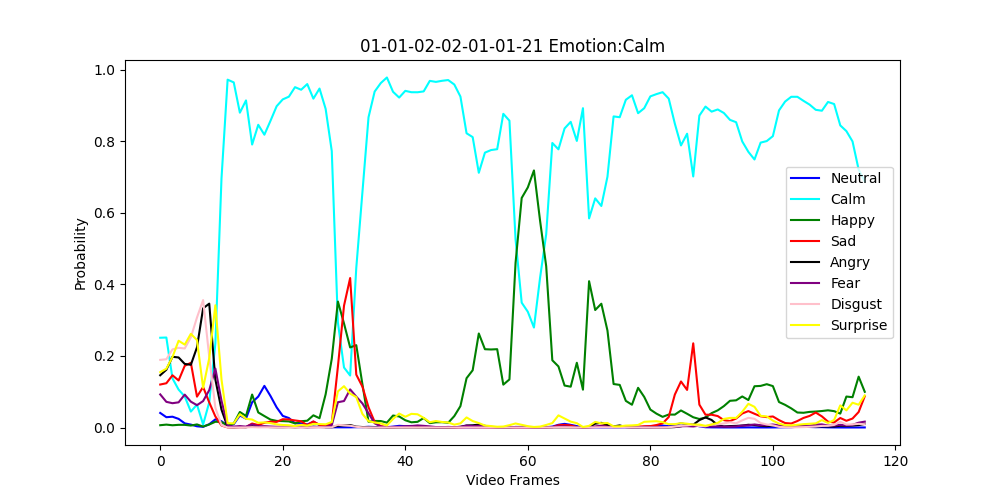 01-01-02-02-01-01-21 Emotion:Calm
Probability
1.0
0.8
0.6
0.4
0.2
0.0
Neutral
Calm
Happy
Sad
Angry
Fear
Disgust
Surprise
0 20 40 60 80 100 120
Video Frames